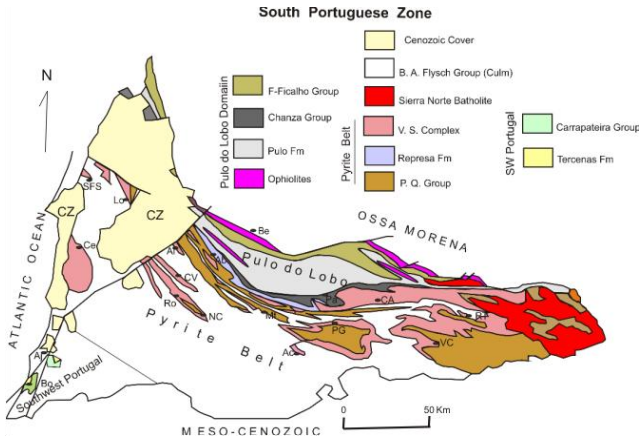 South Portuguese Zone
Cenozoic Cover
B. A. Flysch Group (Culm)
Sierra Norte Batholite
V. S. Complex
Represa Fm
P. Q. Group
Pyrite Belt
Pulo do Lobo Domaiin
F-Ficalho Group
Chanza Group
Pulo Fm
Ophiolites
SW Portugal
Carrapateira Group
Tercenas Fm
N
SFS
Lo
CZ
CZ
Ce
ATLANTIC OCEAN
Be
OSSA MORENA
Pulo do Lobo
CV
Ro
NC
CA
PG
VC
Pyrite Belt
Bo
Southwest Portugal
0 50 Km
MESO-CENOZOIC